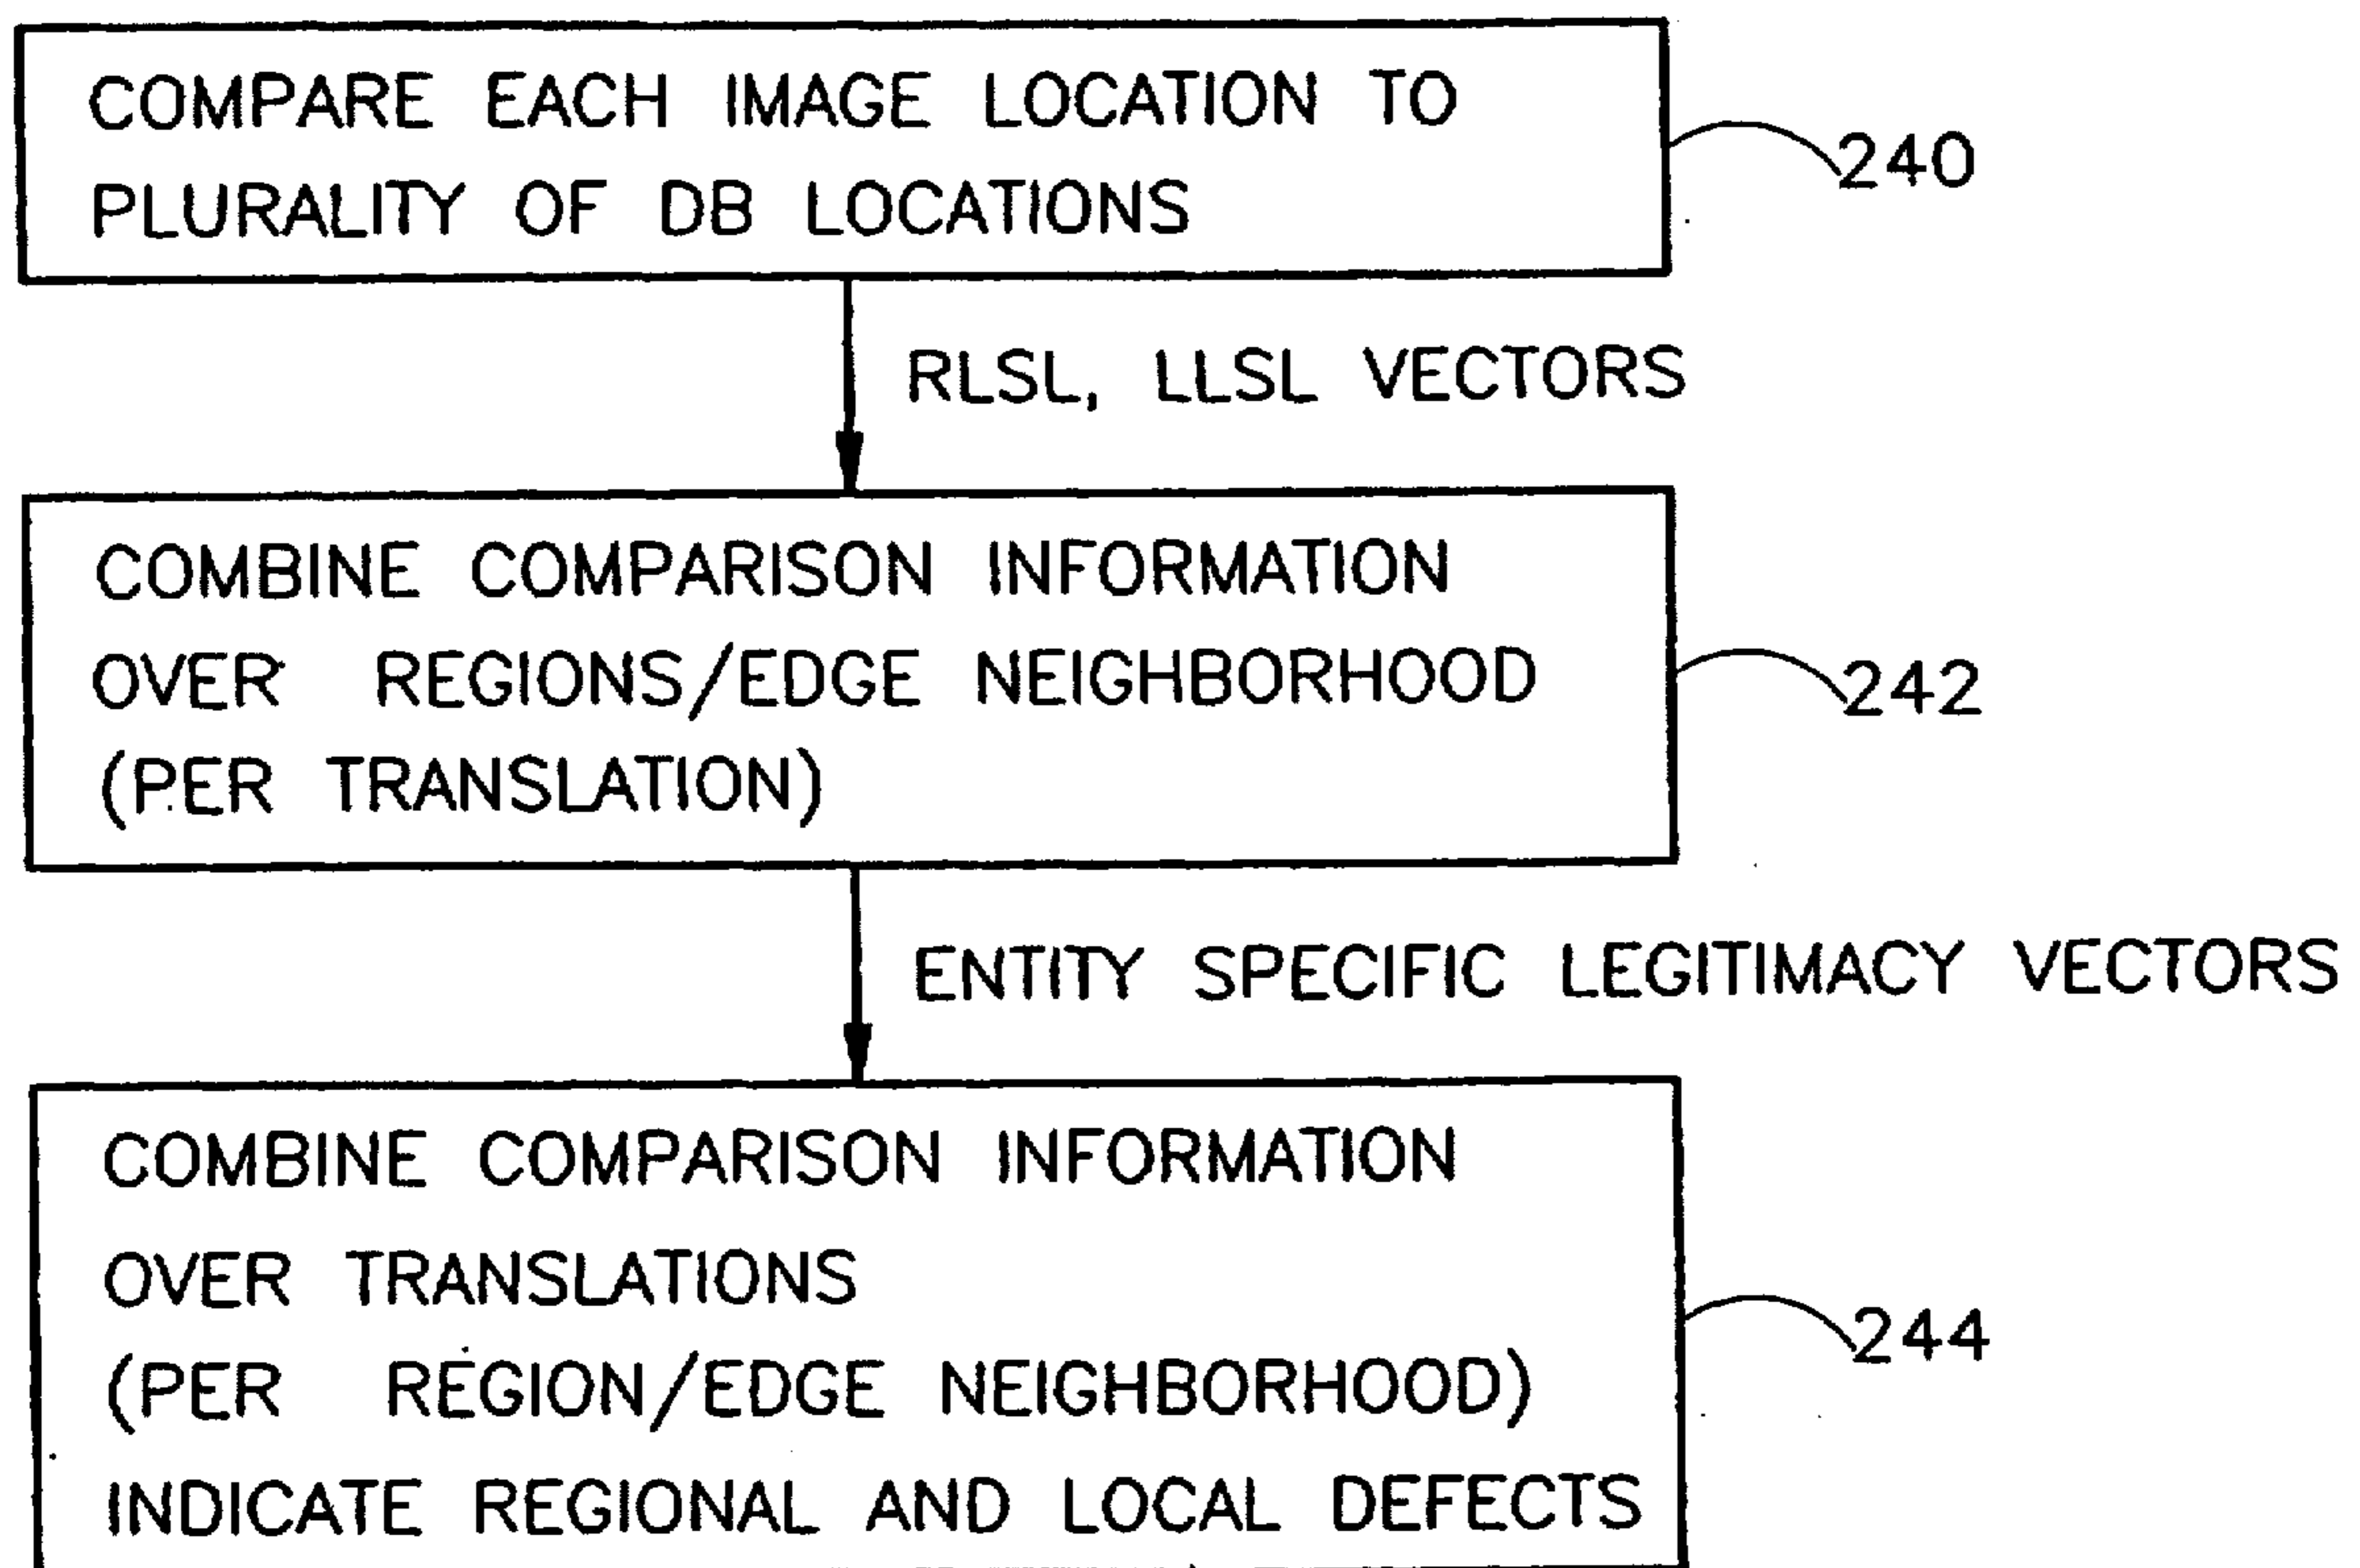 COMPARE EACH IMAGE LOCATION TO
PLURALITY OF DB LOCATIONS
240
RLSL, LLSL VECTORS
COMBINE COMPARISON INFORMATION
OVER REGIONS/EDGE NEIGHBORHOOD
(PER TRANSLATION)
242
ENTITY SPECIFIC LEGITIMACY VECTORS
COMBINE COMPARISON INFORMATION
OVER TRANSLATIONS
(PER REGION/EDGE NEIGHBORHOOD)
INDICATE REGIONAL AND LOCAL DEFECTS
244